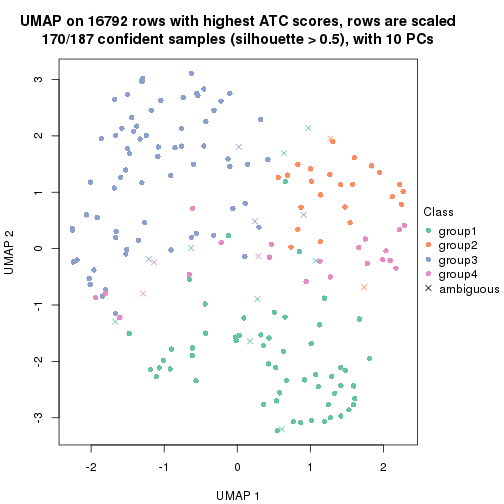 UMAP on 16792 rows with highest ATC scores, rows are scaled
170/187 confident samples (silhouette > 0.5), with 10 PCs
3
2
1
0
-1
-2
-3
UMAP 2
-2
-1
0
1
2
UMAP 1
Class
group1
group2
group3
group4
ambiguous